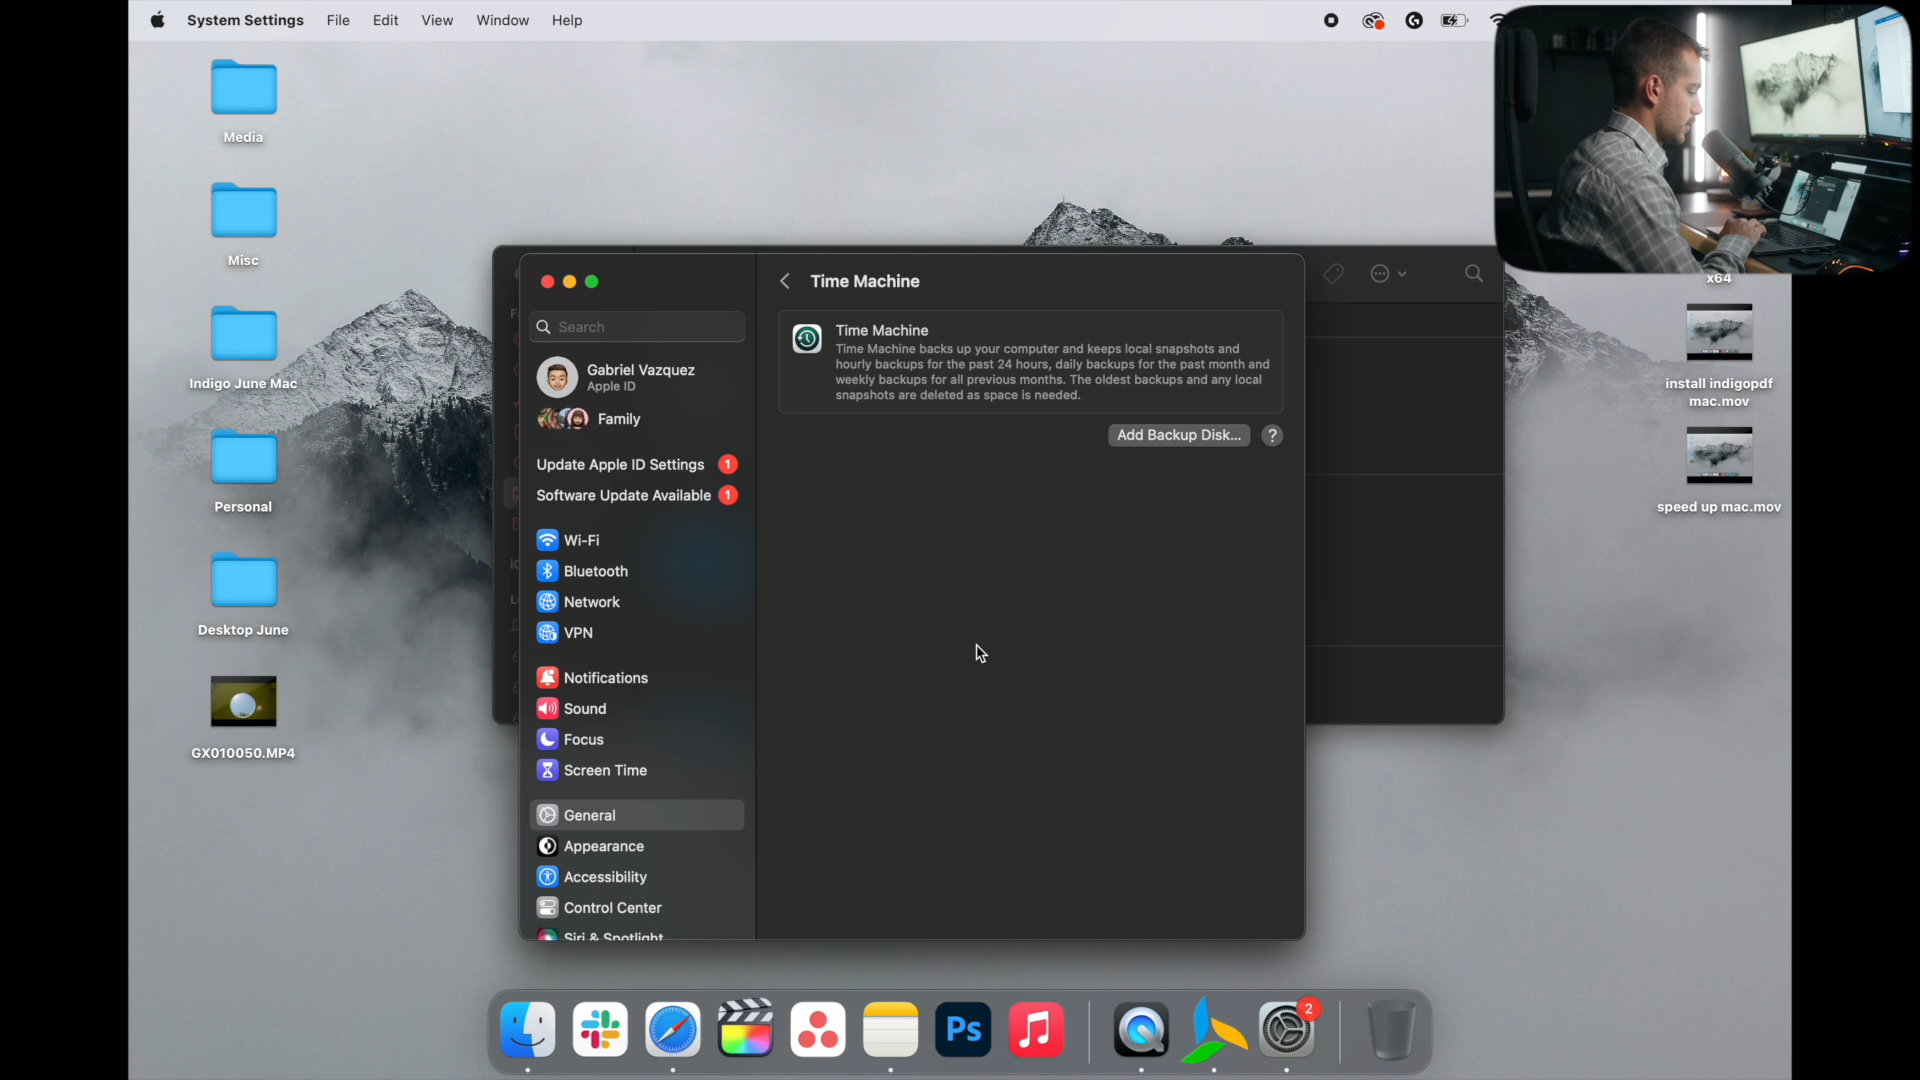 System Settings File Edit View Window Help
Media
Misc
Indigo June Mac
Personal
Desktop June
GX010050.MP4
Search
Gabriel Vazquez
Apple ID
Family
Update Apple ID Settings 1
Software Update Available 1
Wi-Fi
Bluetooth
Network
VPN
Notifications
Sound
Focus
Screen Time
General
Appearance
Accessibility
Control Center
Siri & Spotlight
Time Machine
Time Machine
Time Machine backs up your computer and keeps local snapshots and
hourly backups for the past 24 hours, daily backups for the past month and
weekly backups for all previous months. The oldest backups and any local
snapshots are deleted as space is needed.
Add Backup Disk... ?
x64
install indigopdf
mac.mov
speed up mac.mov
Ps
2